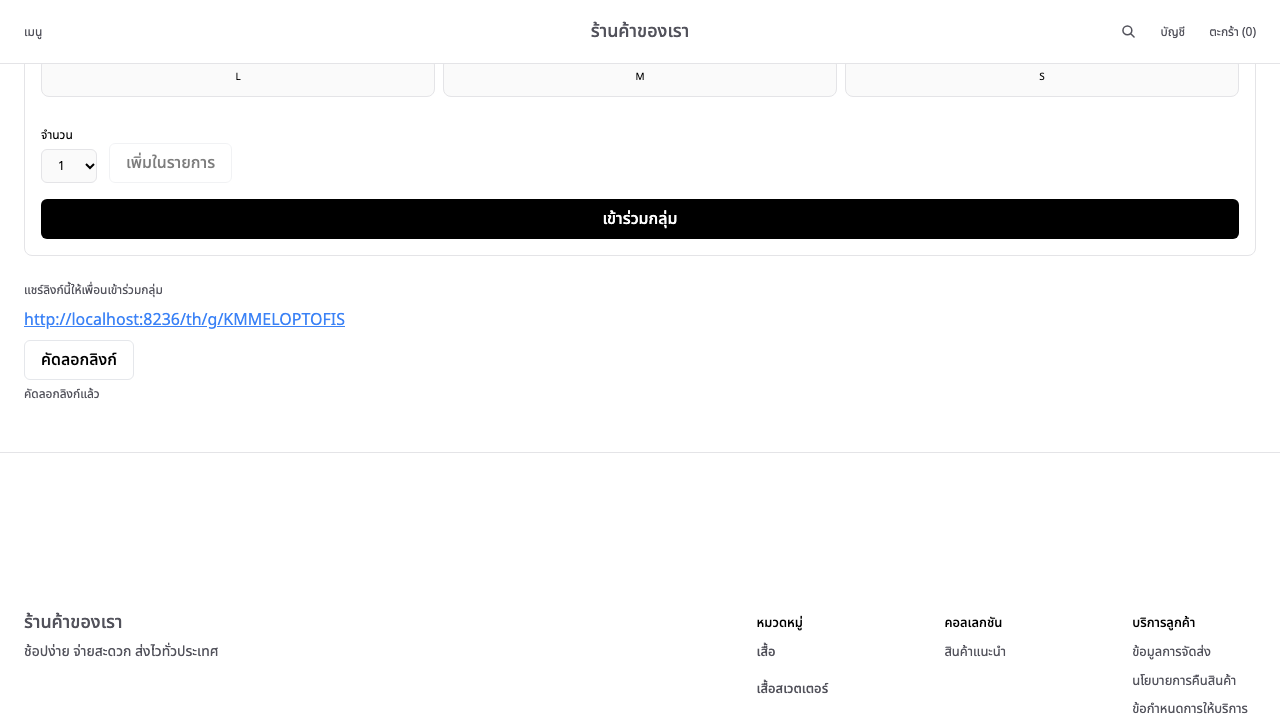 เมนู
ร้านค้าของเรา
บัญชี
ตะกร้า (0)
L
M
S
จำนวน
1
เพิ่มในรายการ
เข้าร่วมกลุ่ม
แชร์ลิงก์นี้ให้เพื่อนเข้าร่วมกลุ่ม
http://localhost:8236/th/g/KMMELOPTOFIS
คัดลอกลิงก์
คัดลอกลิงก์แล้ว
ร้านค้าของเรา
ช้อปง่าย จ่ายสะดวก ส่งไวทั่วประเทศ
หมวดหมู่
เสื้อ
เสื้อสเวตเตอร์
คอลเลกชัน
สินค้าแนะนำ
บริการลูกค้า
ข้อมูลการจัดส่ง
นโยบายการคืนสินค้า
ข้อกำหนดการให้บริการ